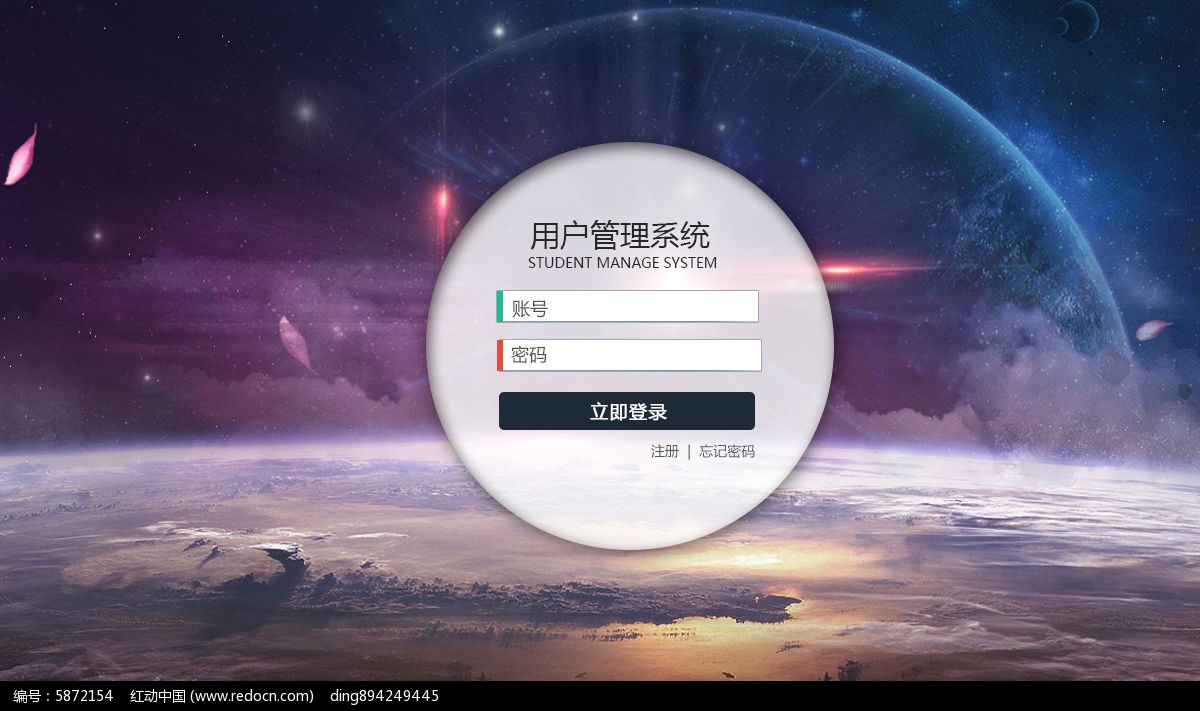 用户管理系统
STUDENT MANAGE SYSTEM
账号
密码
立即登录
注册 | 忘记密码
编号：5872154 红动中国 (www.redocn.com) ding894249445